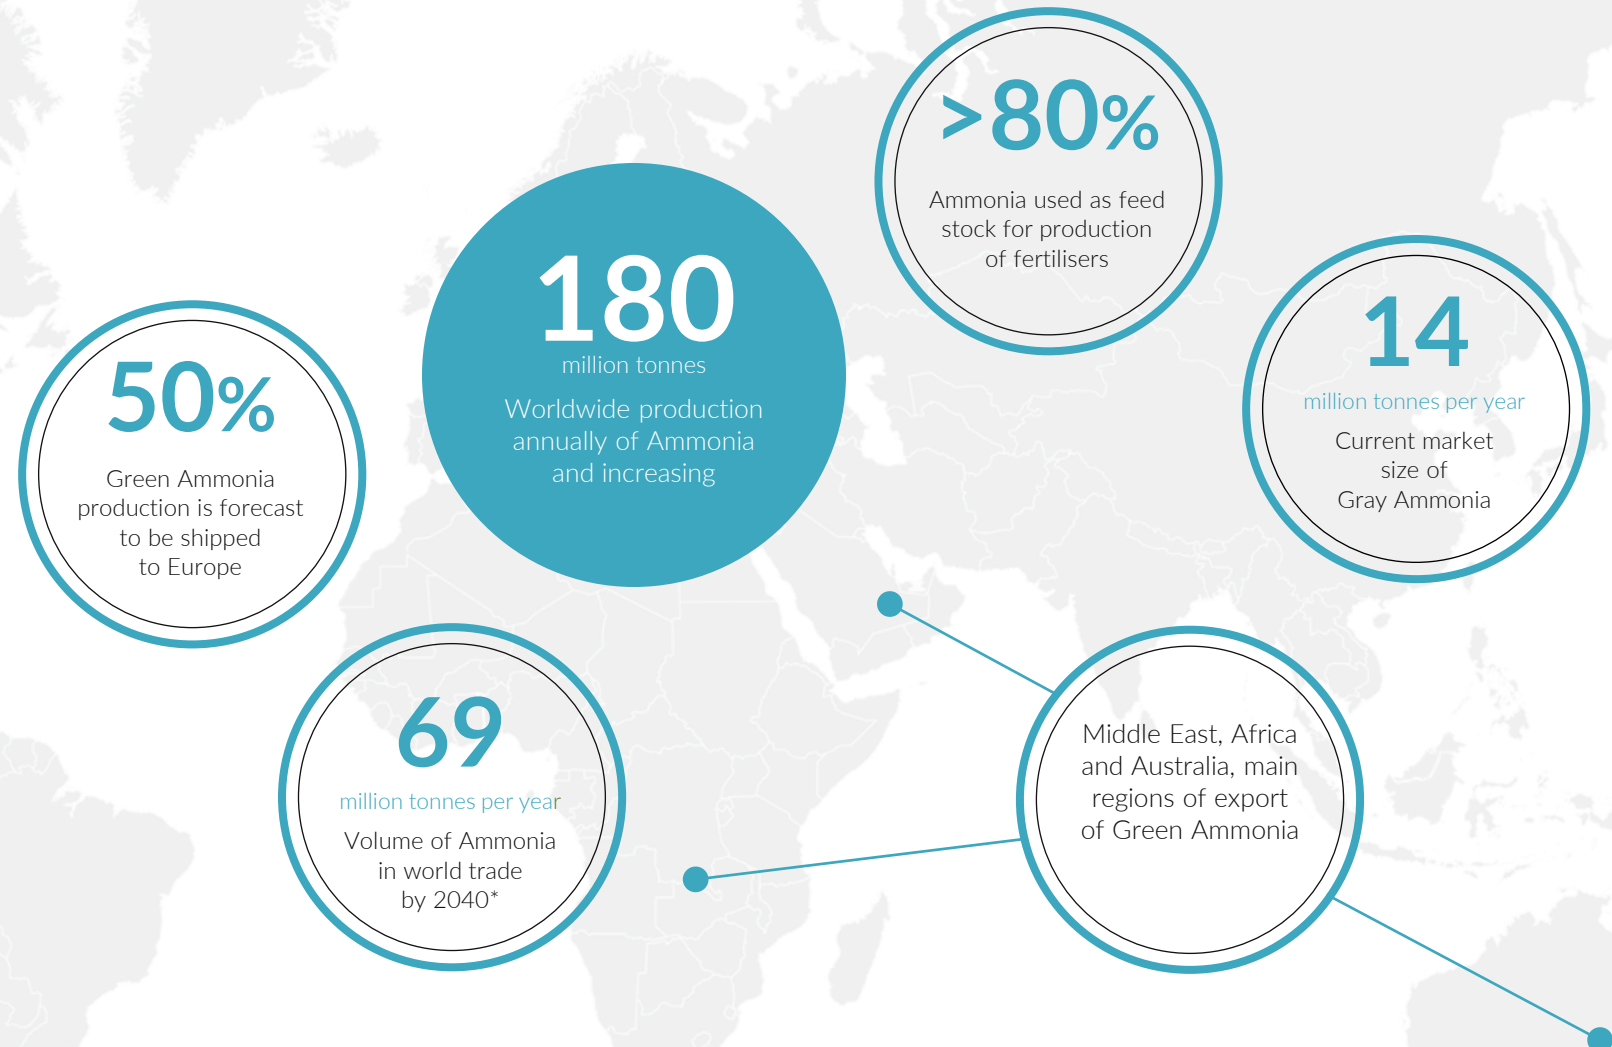 >80%
Ammonia used as feed
stock for production
of fertilisers
180
million tonnes
Worldwide production
annually of Ammonia
and increasing
14
million tonnes per year
Current market
size of
Gray Ammonia
50%
Green Ammonia
production is forecast
to be shipped
to Europe
69
million tonnes per year
Volume of Ammonia
in world trade
by 2040*
Middle East, Africa
and Australia, main
regions of export
of Green Ammonia